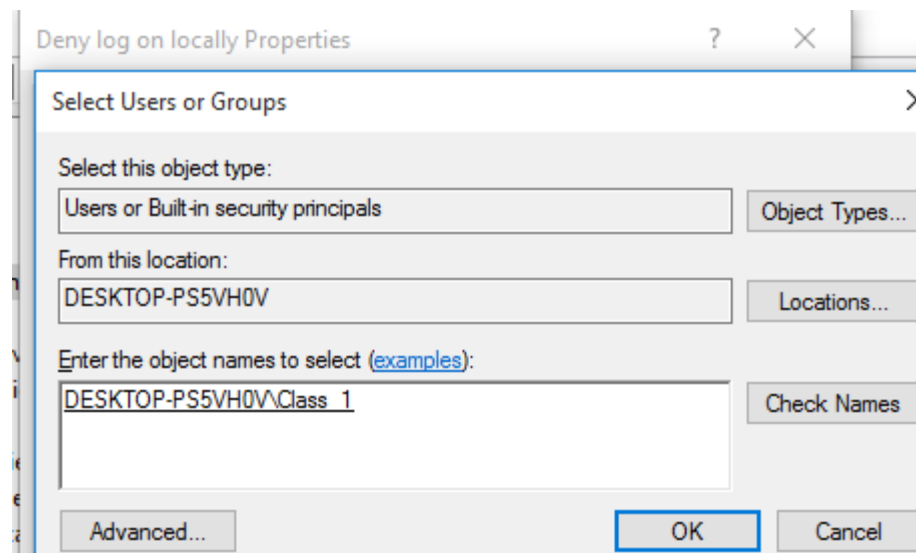 Deny log on locally Properties
Select Users or Groups
Select this object type:
Users or Built-in security principals
Object Types...
From this location:
DESKTOP-PS5VH0V
Locations...
Enter the object names to select (examples):
DESKTOP-PS5VH0V\Class_1
Check Names
Advanced...
OK
Cancel